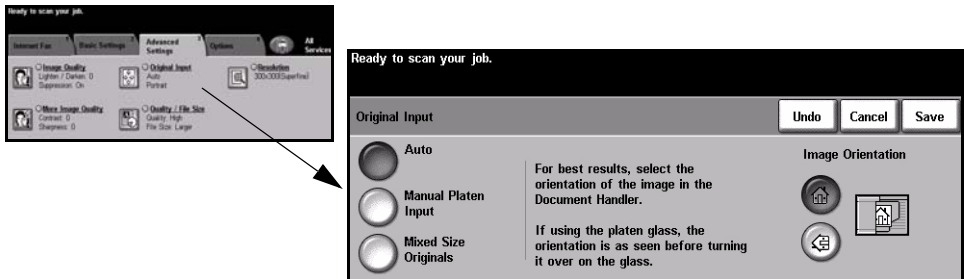 Ready to scan your job.
Internet Fax
Basic Settings
Advanced
Settings
Options
All
Services
Image Quality
Lighten / Darken: 0
Suppression: On
Original Input
Auto
Portrait
Resolution
300x300(Superfine)
More Image Quality
Contrast: 0
Sharpness: 0
Quality / File Size
Quality: High
File Size: Larger
Ready to scan your job.
Original Input
Undo
Cancel
Save
Auto
Manual Platen
Input
Mixed Size
Originals
For best results, select the
orientation of the image in the
Document Handler.
If using the platen glass, the
orientation is as seen before turning
it over on the glass.
Image Orientation